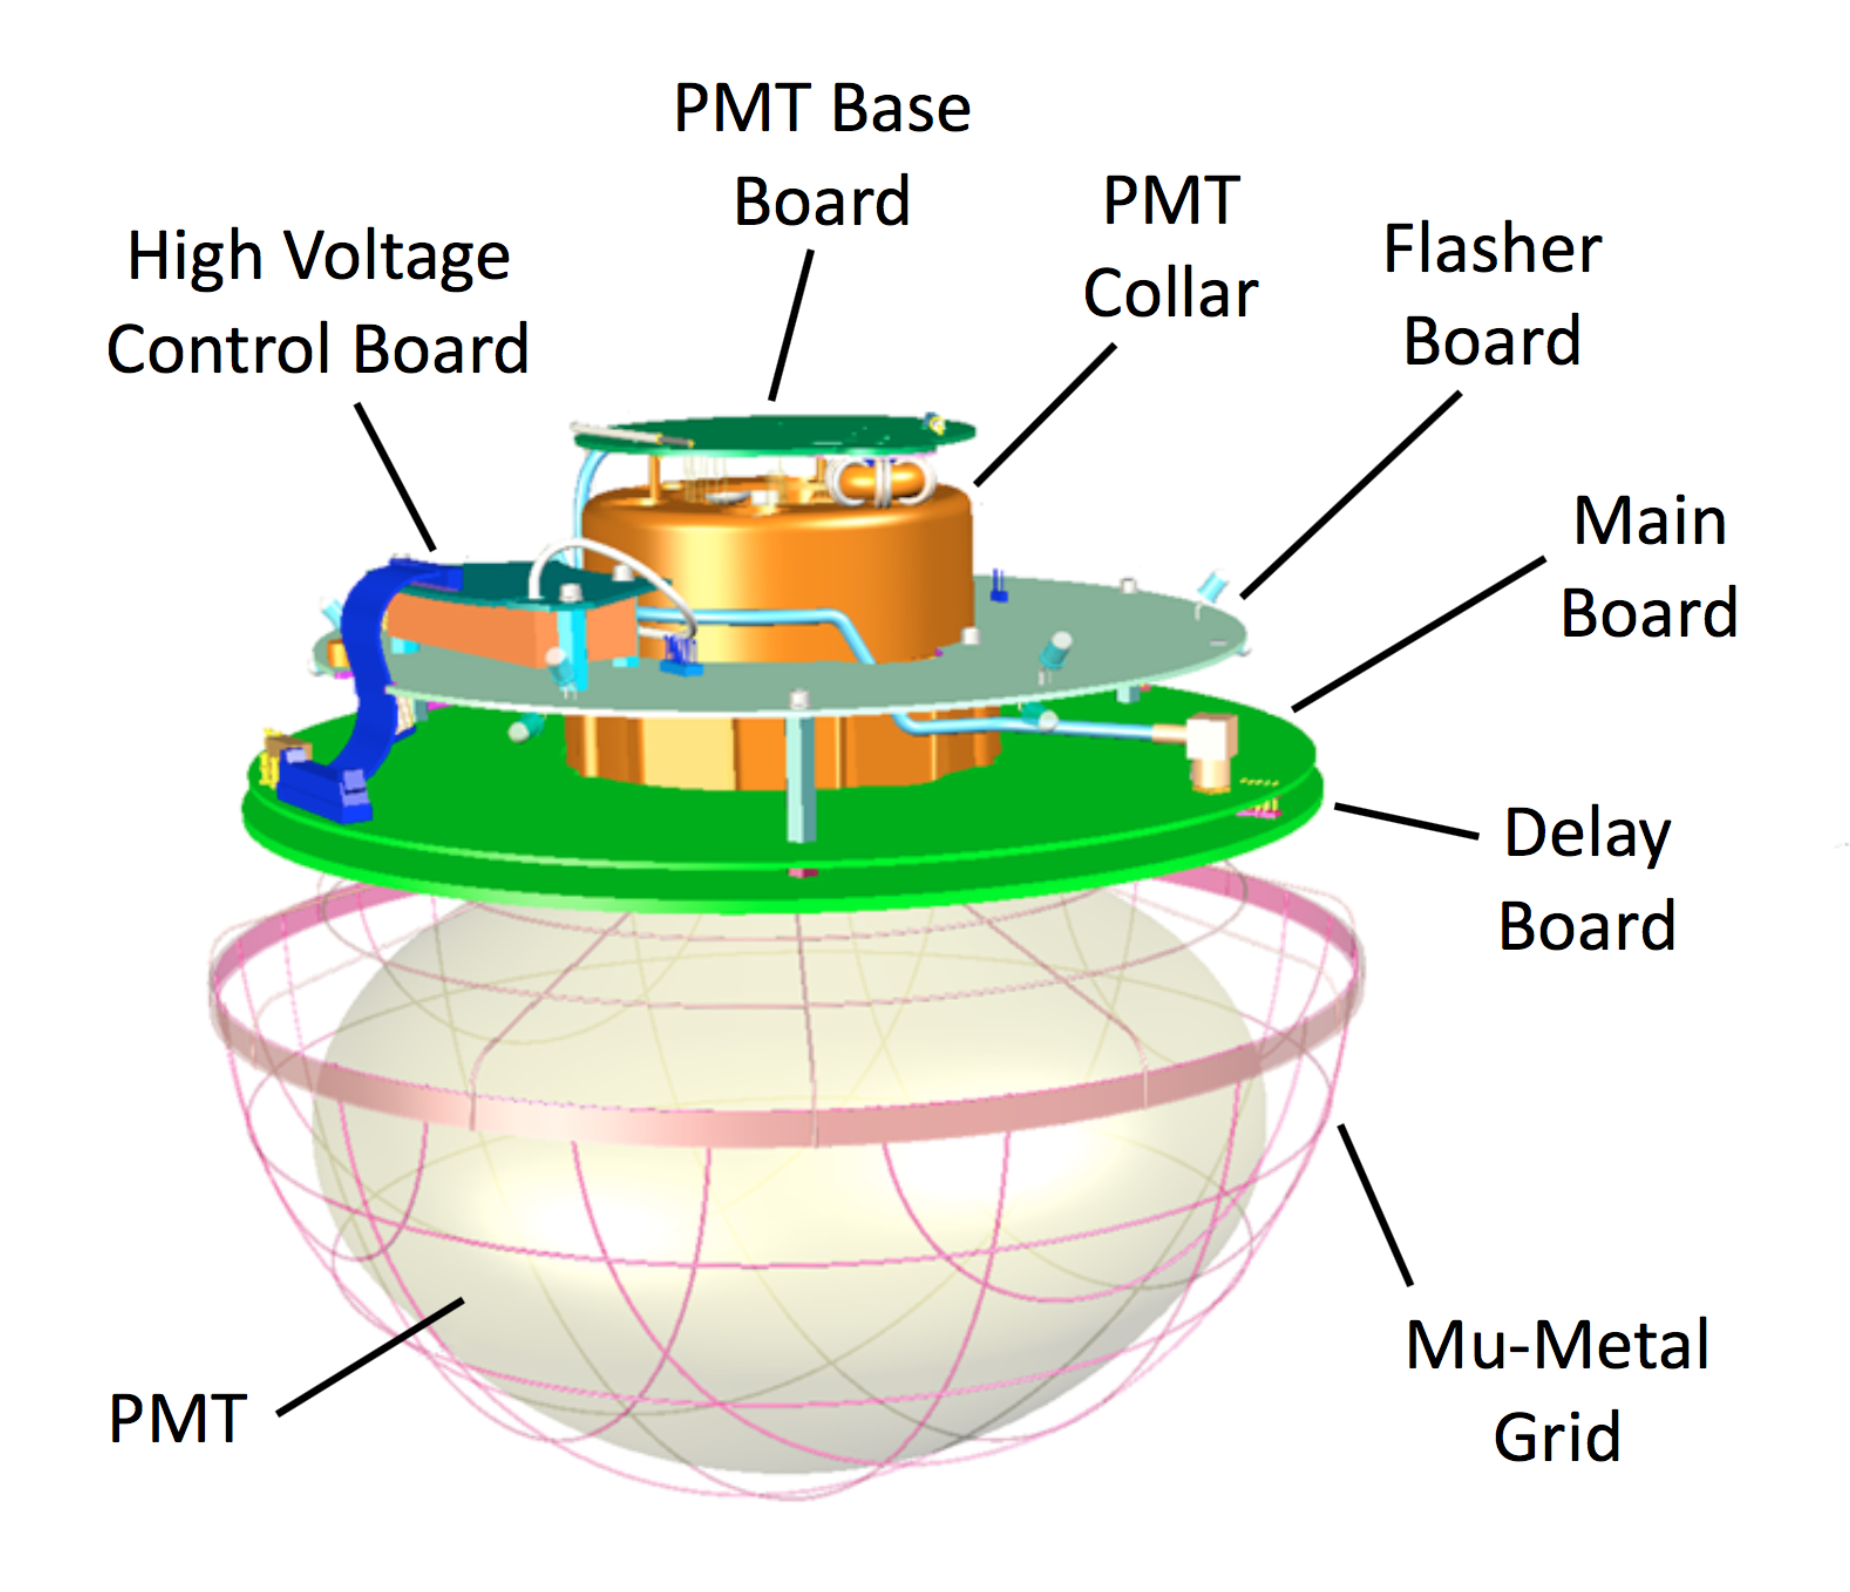 PMT Base
Board
PMT
Collar
Flasher
Board
High Voltage
Control Board
Main
Board
Delay
Board
Mu-Metal
Grid
PMT